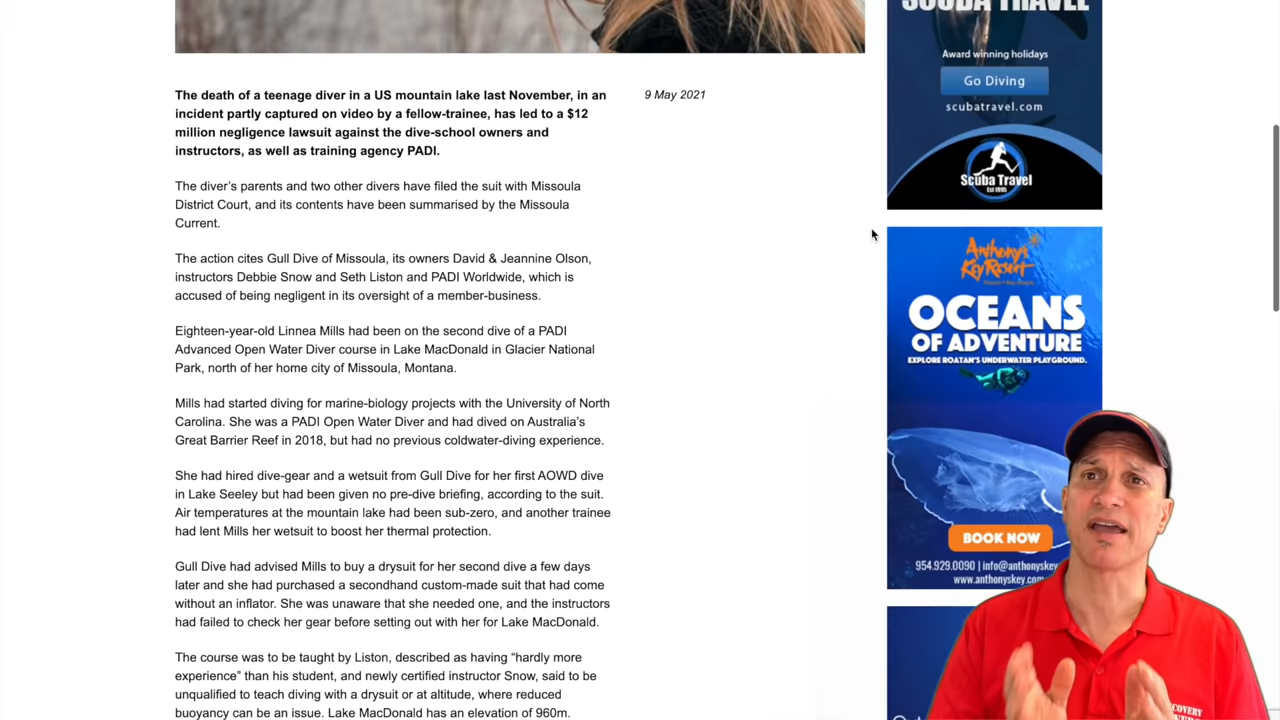 SCUBA TRAVEL
Award winning holidays
Go Diving
scubatravel.com
Scuba Travel
Est 1995
The death of a teenage diver in a US mountain lake last November, in an
incident partly captured on video by a fellow-trainee, has led to a $12
million negligence lawsuit against the dive-school owners and
instructors, as well as training agency PADI.
9 May 2021
The diver’s parents and two other divers have filed the suit with Missoula
District Court, and its contents have been summarised by the Missoula
Current.
The action cites Gull Dive of Missoula, its owners David & Jeannine Olson,
instructors Debbie Snow and Seth Liston and PADI Worldwide, which is
accused of being negligent in its oversight of a member-business.
Eighteen-year-old Linnea Mills had been on the second dive of a PADI
Advanced Open Water Diver course in Lake MacDonald in Glacier National
Park, north of her home city of Missoula, Montana.
Mills had started diving for marine-biology projects with the University of North
Carolina. She was a PADI Open Water Diver and had dived on Australia’s
Great Barrier Reef in 2018, but had no previous coldwater-diving experience.
She had hired dive-gear and a wetsuit from Gull Dive for her first AOWD dive
in Lake Seeley but had been given no pre-dive briefing, according to the suit.
Air temperatures at the mountain lake had been sub-zero, and another trainee
had lent Mills her wetsuit to boost her thermal protection.
Gull Dive had advised Mills to buy a drysuit for her second dive a few days
later and she had purchased a secondhand custom-made suit that had come
without an inflator. She was unaware that she needed one, and the instructors
had failed to check her gear before setting out with her for Lake MacDonald.
The course was to be taught by Liston, described as having “hardly more
experience” than his student, and newly certified instructor Snow, said to be
unqualified to teach diving with a drysuit or at altitude, where reduced
buoyancy can be an issue. Lake MacDonald has an elevation of 960m.
Anthony's
Key Resort
OCEANS
OF ADVENTURE
EXPLORE ROATAN'S UNDERWATER PLAYGROUND.
BOOK NOW
954.929.0090 | info@anthonyskey
www.anthonyskey.com